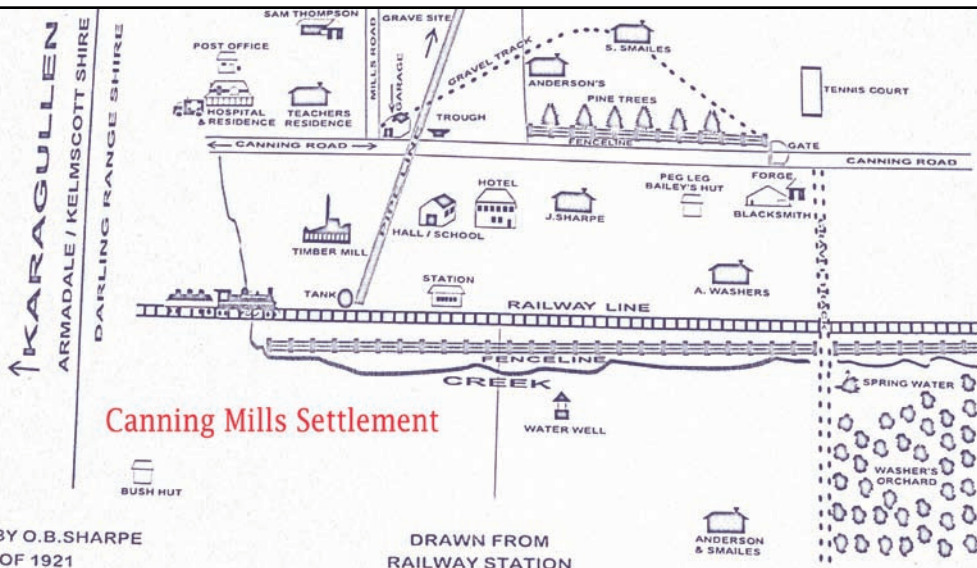 SAM THOMPSON
GRAVE SITE
POST OFFICE
MILLS ROAD
GARAGE
GRAVEL TRACK
S. SMAILES
ANDERSON'S
PINE TREES
TENNIS COURT
HOSPITAL
& RESIDENCE
TEACHERS
RESIDENCE
TROUGH
CANNING ROAD
FENCELINE
GATE
CANNING ROAD
KARAGULLEN
ARMADALE / KELMSCOTT SHIRE
DARLING RANGE SHIRE
PIPE LINE
TIMBER MILL
HALL / SCHOOL
HOTEL
J.SHARPE
PEG LEG
BAILEY'S HUT
FORGE
BLACKSMITH
TANK
STATION
A. WASHERS
RAILWAY LINE
FENCELINE
CREEK
SPRING WATER
Canning Mills Settlement
WATER WELL
WASHER'S
ORCHARD
BUSH HUT
BY O.B.SHARPE
OF 1921
DRAWN FROM
RAILWAY STATION
ANDERSON
& SMAILES